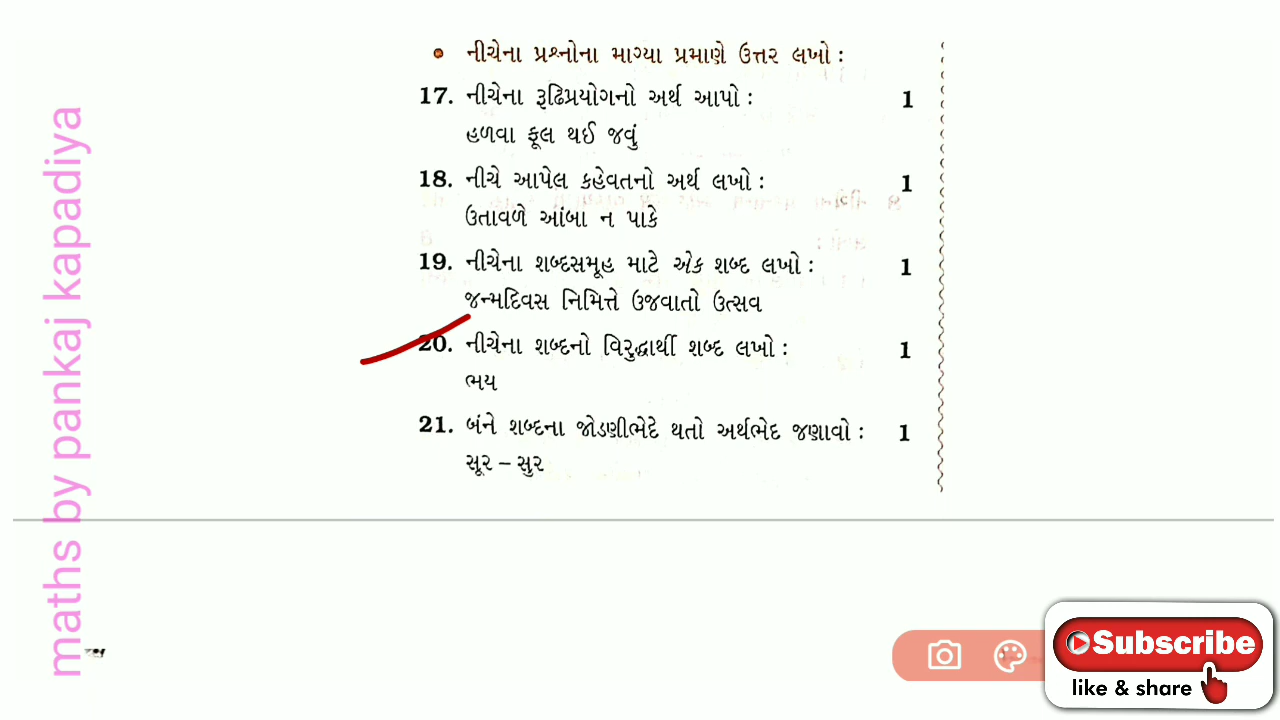 • નીચેના પ્રશ્નોના માગ્યા પ્રમાણે ઉત્તર લખો :
17. નીચેના રૂઢિપ્રયોગનો અર્થ આપો : 1
હળવા ફૂલ થઈ જવું
18. નીચે આપેલ કહેવતનો અર્થ લખો : 1
ઉતાવળે આંબા ન પાકે
19. નીચેના શબ્દસમૂહ માટે એક શબ્દ લખો : 1
જન્મદિવસ નિમિત્તે ઉજવાતો ઉત્સવ
20. નીચેના શબ્દનો વિરુદ્ધાર્થી શબ્દ લખો : 1
ભય
21. બંને શબ્દના જોડણીભેદે થતો અર્થભેદ જણાવો : 1
સૂર – સુર
maths by pankaj kapadiya
Subscribe
like & share